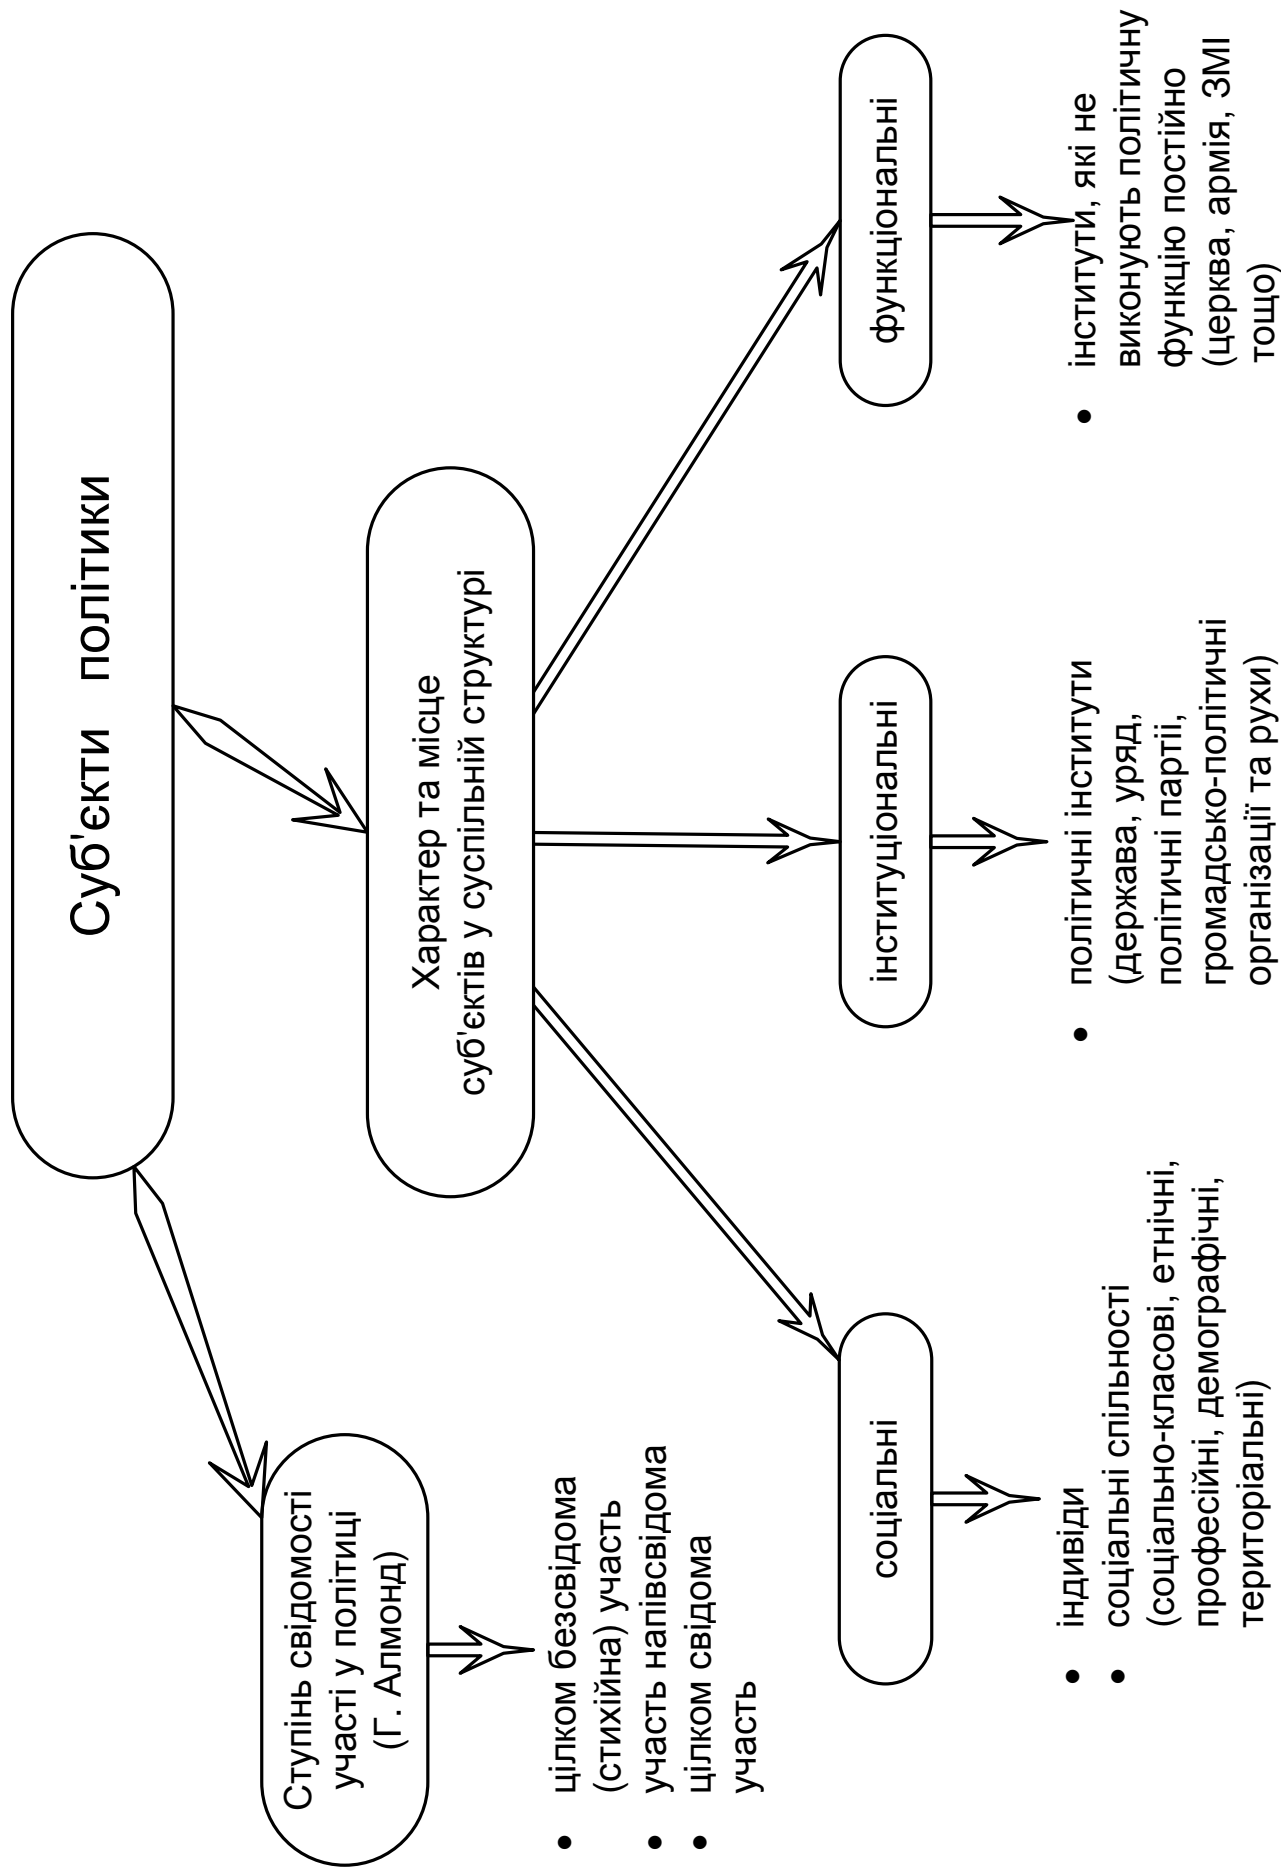 Суб'єкти політики
Ступінь свідомості
участі у політиці
(Г. Алмонд)
• цілком безсвідома
(стихійна) участь
• участь напівсвідома
• цілком свідома
участь
Характер та місце
суб'єктів у суспільній структурі
соціальні
• індивіди
• соціальні спільності
(соціально-класові, етнічні,
професійні, демографічні,
територіальні)
інституціональні
• політичні інститути
(держава, уряд,
політичні партії,
громадсько-політичні
організації та рухи)
функціональні
• інститути, які не
виконують політичну
функцію постійно
(церква, армія, ЗМІ
тощо)